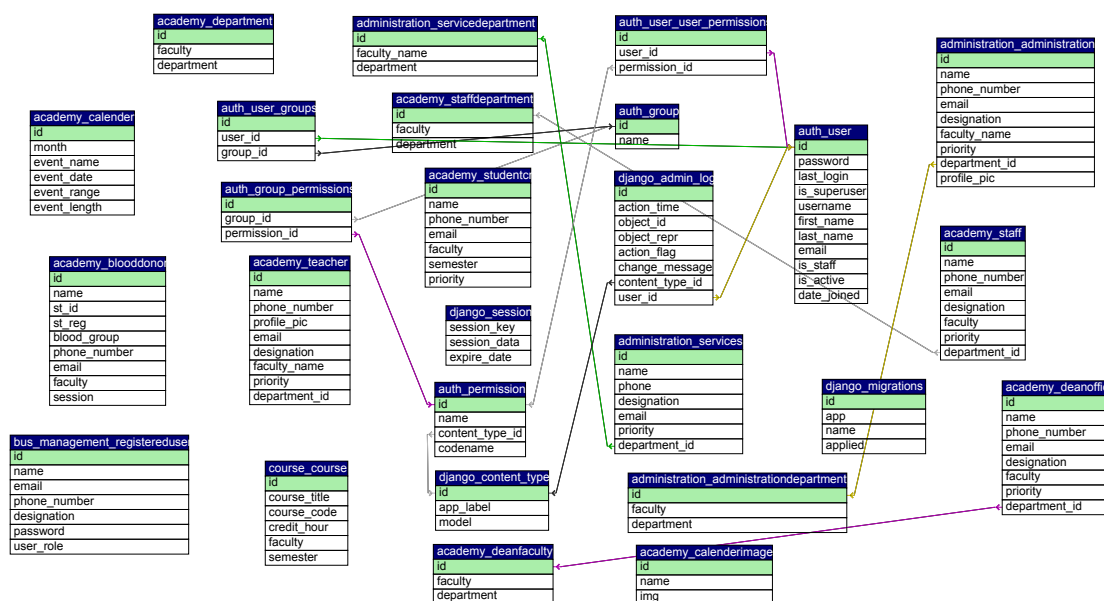 academy_department
id
faculty
department
administration_servicedepartment
id
faculty_name
department
auth_user_user_permissions
id
user_id
permission_id
administration_administration
id
name
phone_number
email
designation
faculty_name
priority
department_id
profile_pic
academy_calender
id
month
event_name
event_date
event_range
event_length
auth_user_groups
id
user_id
group_id
academy_staffdepartment
id
faculty
department
auth_group
id
name
auth_user
id
password
last_login
is_superuser
username
first_name
last_name
email
is_staff
is_active
date_joined
auth_group_permissions
id
group_id
permission_id
academy_studentcr
id
name
phone_number
email
faculty
semester
priority
django_admin_log
id
action_time
object_id
object_repr
action_flag
change_message
content_type_id
user_id
academy_staff
id
name
phone_number
email
designation
faculty
priority
department_id
academy_blooddonor
id
name
st_id
st_reg
blood_group
phone_number
email
faculty
session
academy_teacher
id
name
phone_number
profile_pic
email
designation
faculty_name
priority
department_id
django_session
session_key
session_data
expire_date
administration_services
id
name
phone
designation
email
priority
department_id
auth_permission
id
name
content_type_id
codename
django_migrations
id
app
name
applied
academy_deanoffic
id
name
phone_number
email
designation
faculty
priority
department_id
bus_management_registereduser
id
name
email
phone_number
designation
password
user_role
course_course
id
course_title
course_code
credit_hour
faculty
semester
django_content_type
id
app_label
model
administration_administrationdepartment
id
faculty
department
academy_deanfaculty
id
faculty
department
academy_calenderimage
id
name
img